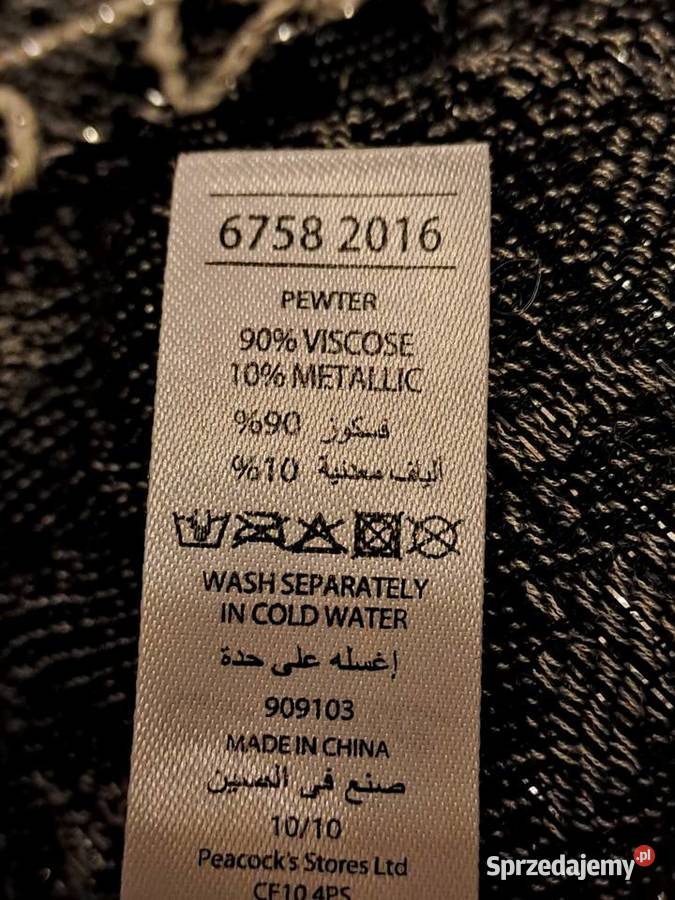 6758 2016
PEWTER
90% VISCOSE
10% METALLIC
فسكوز 90%
ألياف معدنية 10%
WASH SEPARATELY
IN COLD WATER
إغسله على حدة
909103
MADE IN CHINA
صنع في الصين
10/10
Peacock's Stores Ltd
CF10 4PS
Sprzedajemy.pl